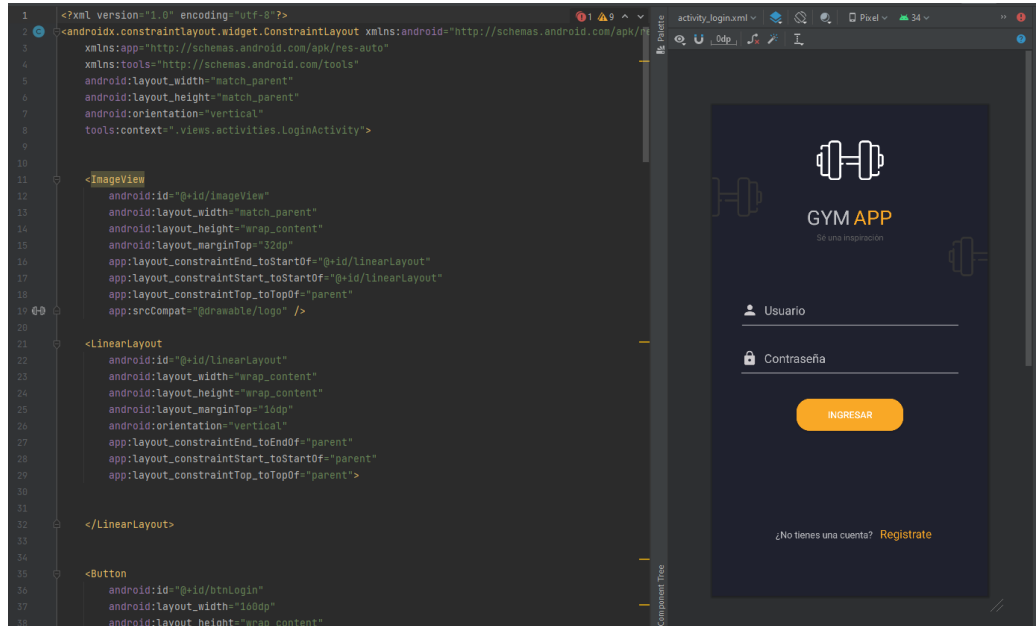 1 <?xml version="1.0" encoding="utf-8"?>
1 9
2 <androidx.constraintlayout.widget.ConstraintLayout xmlns:android="http://schemas.android.com/apk/re
3 xmlns:app="http://schemas.android.com/apk/res-auto"
4 xmlns:tools="http://schemas.android.com/tools"
5 android:layout_width="match_parent"
6 android:layout_height="match_parent"
7 android:orientation="vertical"
8 tools:context=".views.activities.LoginActivity">
9
10
11 <ImageView
12 android:id="@+id/imageView"
13 android:layout_width="match_parent"
14 android:layout_height="wrap_content"
15 android:layout_marginTop="32dp"
16 app:layout_constraintEnd_toStartOf="@+id/linearLayout"
17 app:layout_constraintStart_toStartOf="@+id/linearLayout"
18 app:layout_constraintTop_toTopOf="parent"
19 app:srcCompat="@drawable/logo" />
20
21 <LinearLayout
22 android:id="@+id/linearLayout"
23 android:layout_width="wrap_content"
24 android:layout_height="wrap_content"
25 android:layout_marginTop="16dp"
26 android:orientation="vertical"
27 app:layout_constraintEnd_toEndOf="parent"
28 app:layout_constraintStart_toStartOf="parent"
29 app:layout_constraintTop_toTopOf="parent">
30
31
32 </LinearLayout>
33
34
35 <Button
36 android:id="@+id/btnLogin"
37 android:layout_width="160dp"
38 android:layout_height="wrap_content"
Palette
Component Tree
activity_login.xml
Pixel
34
0dp
GYM APP
Sé una inspiración
Usuario
Contraseña
INGRESAR
¿No tienes una cuenta? Registrate